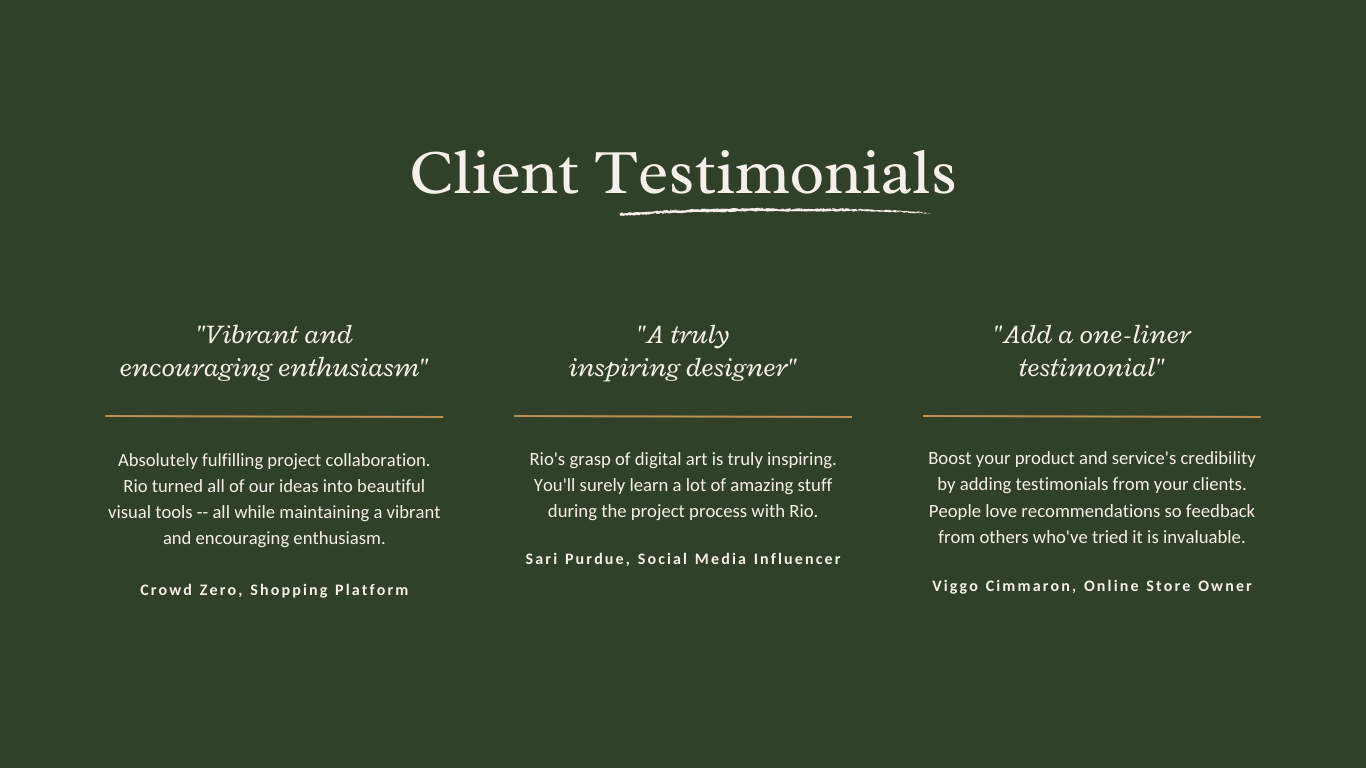 Client Testimonials
"Vibrant and
encouraging enthusiasm"
Absolutely fulfilling project collaboration.
Rio turned all of our ideas into beautiful
visual tools -- all while maintaining a vibrant
and encouraging enthusiasm.
Crowd Zero, Shopping Platform
"A truly
inspiring designer"
Rio's grasp of digital art is truly inspiring.
You'll surely learn a lot of amazing stuff
during the project process with Rio.
Sari Purdue, Social Media Influencer
"Add a one-liner
testimonial"
Boost your product and service's credibility
by adding testimonials from your clients.
People love recommendations so feedback
from others who've tried it is invaluable.
Viggo Cimmaron, Online Store Owner